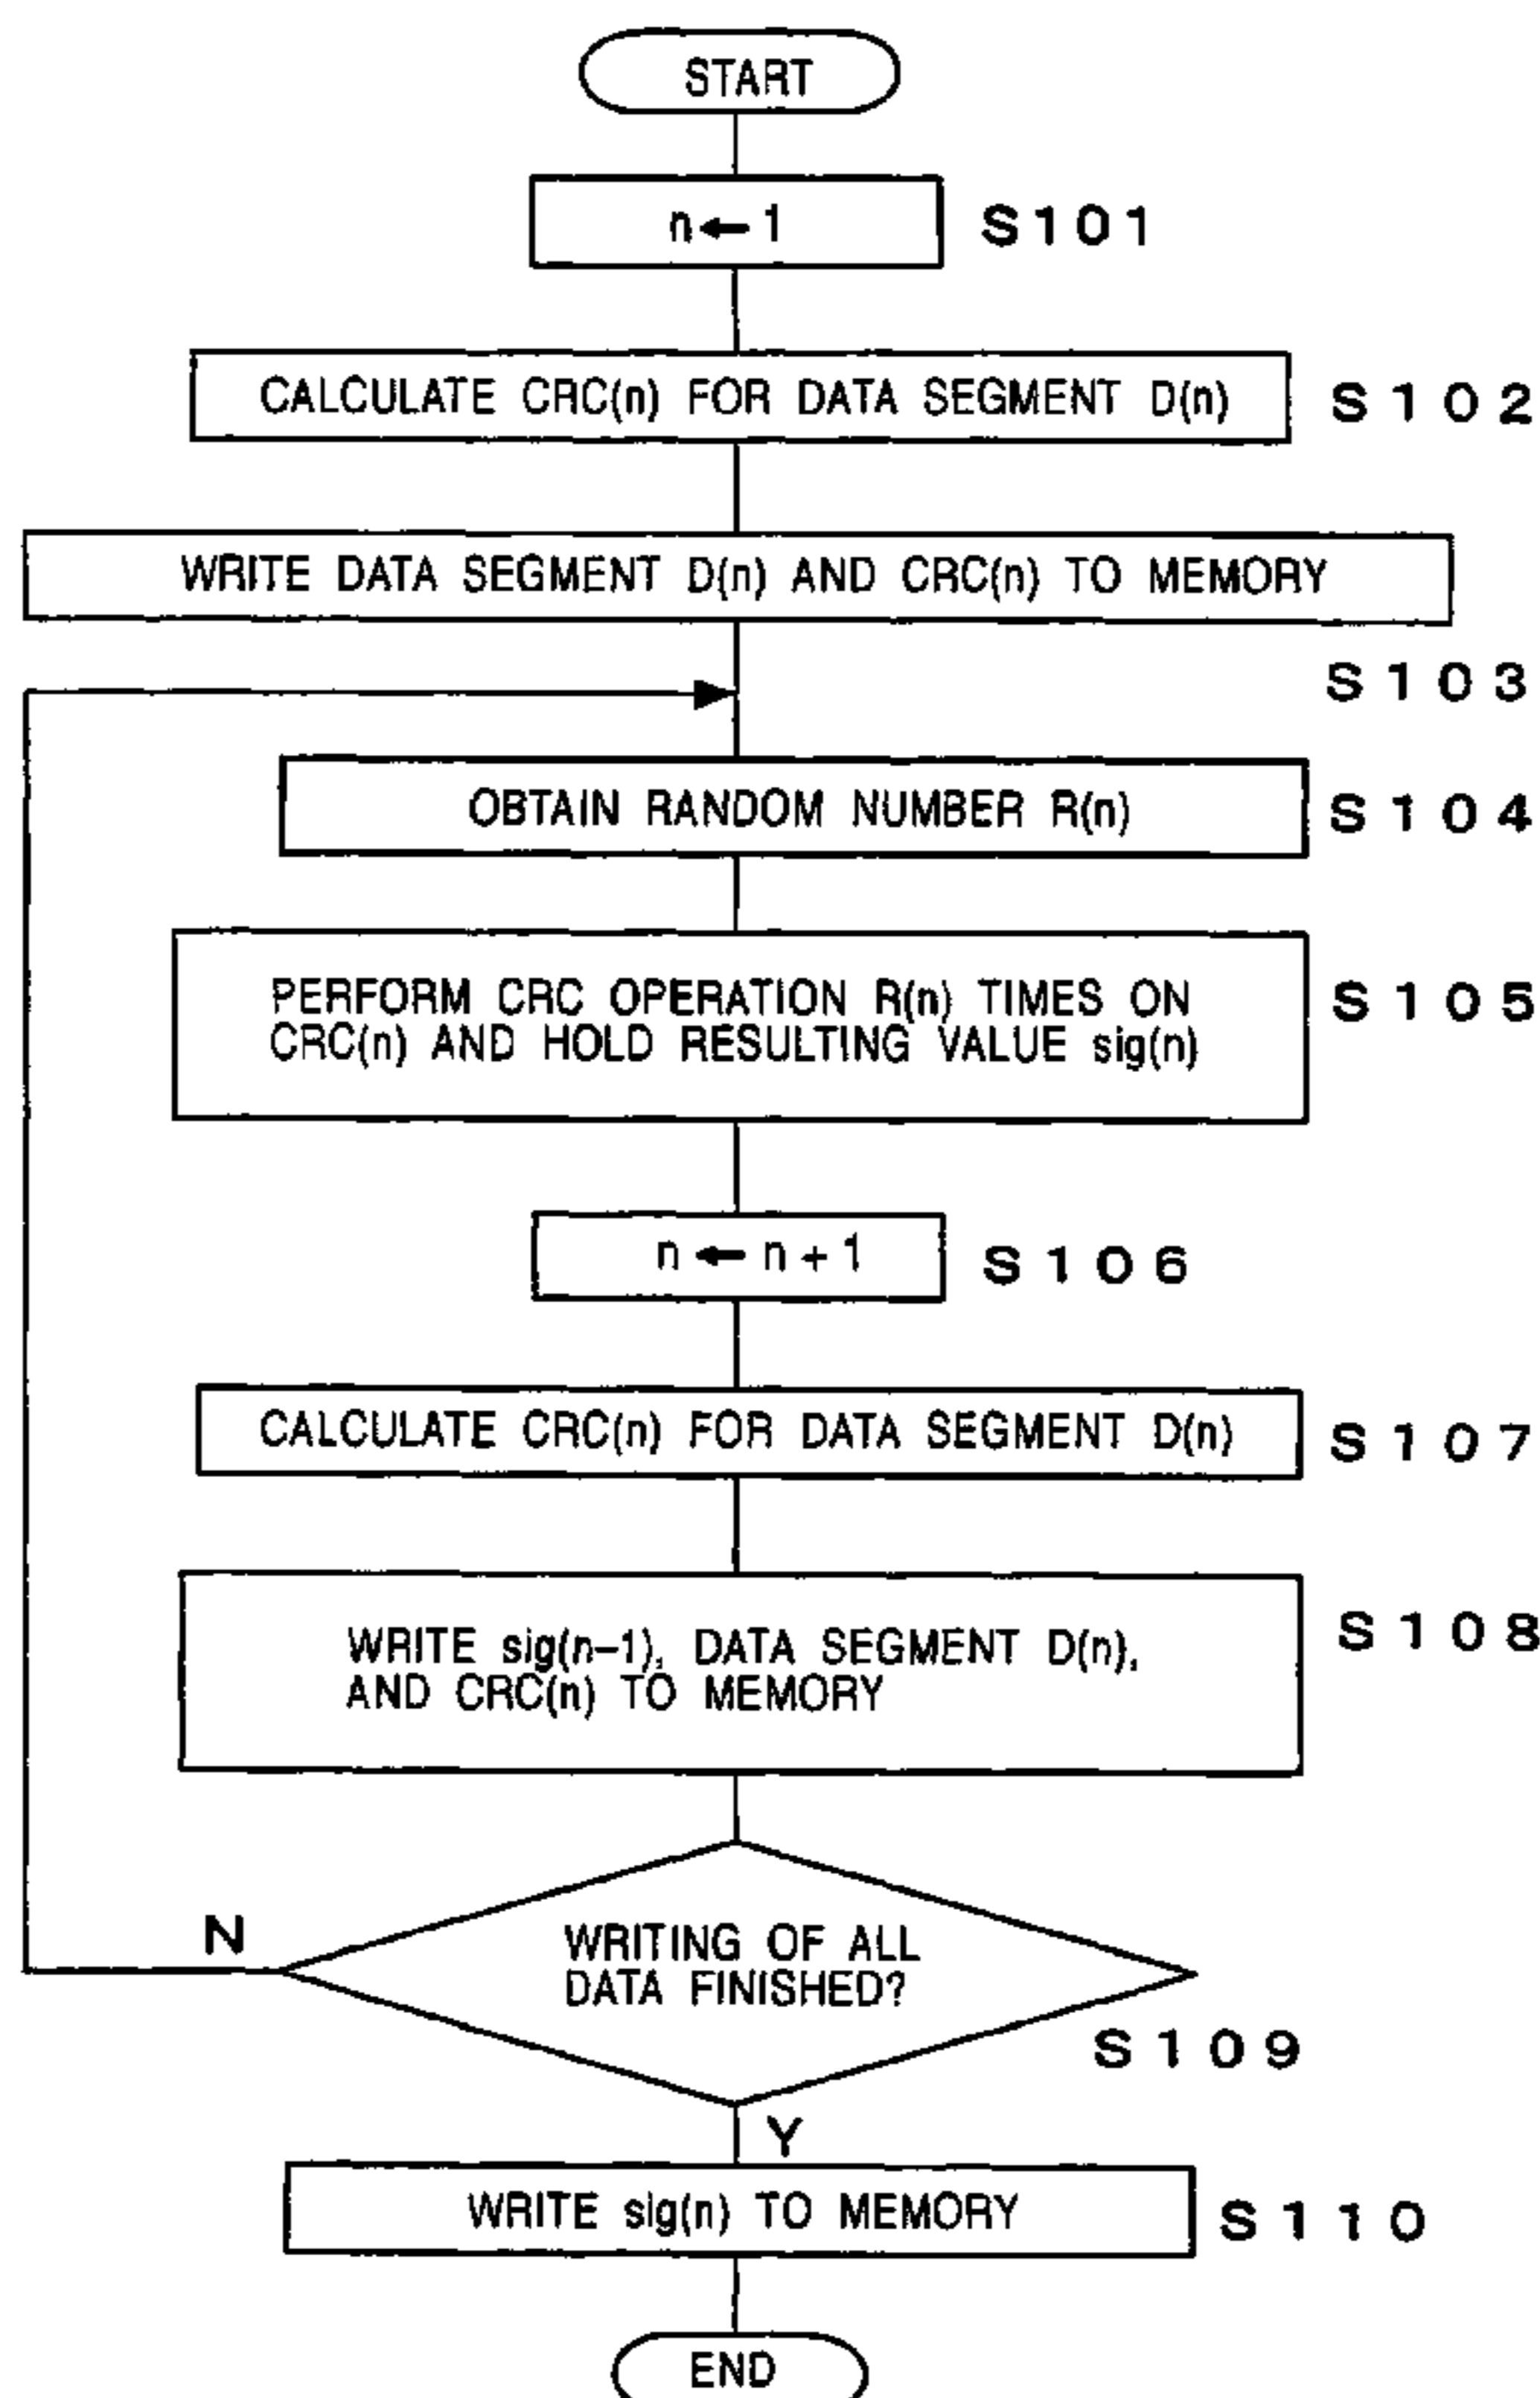 START
n ← 1
S101
CALCULATE CRC(n) FOR DATA SEGMENT D(n)
S102
WRITE DATA SEGMENT D(n) AND CRC(n) TO MEMORY
S103
OBTAIN RANDOM NUMBER R(n)
S104
PERFORM CRC OPERATION R(n) TIMES ON
CRC(n) AND HOLD RESULTING VALUE sig(n)
S105
n ← n + 1
S106
CALCULATE CRC(n) FOR DATA SEGMENT D(n)
S107
WRITE sig(n-1), DATA SEGMENT D(n),
AND CRC(n) TO MEMORY
S108
N
WRITING OF ALL
DATA FINISHED?
S109
Y
WRITE sig(n) TO MEMORY
S110
END